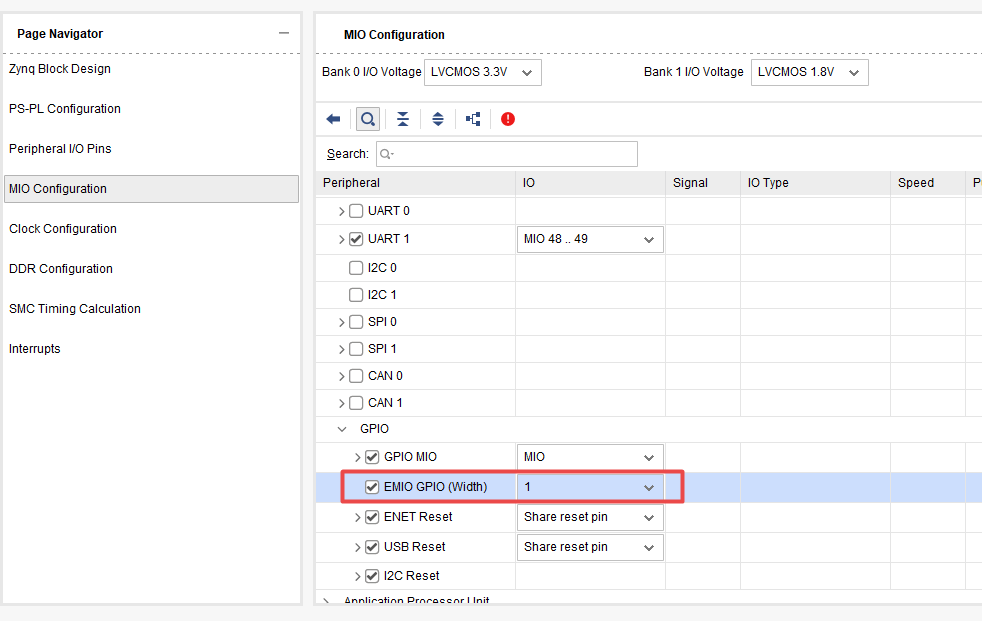 Page Navigator
Zynq Block Design
PS-PL Configuration
Peripheral I/O Pins
MIO Configuration
Clock Configuration
DDR Configuration
SMC Timing Calculation
Interrupts
MIO Configuration
Bank 0 I/O Voltage LVCMOS 3.3V Bank 1 I/O Voltage LVCMOS 1.8V
Search:
Peripheral IO Signal IO Type Speed
UART 0
UART 1 MIO 48 .. 49
I2C 0
I2C 1
SPI 0
SPI 1
CAN 0
CAN 1
GPIO
GPIO MIO MIO
EMIO GPIO (Width) 1
ENET Reset Share reset pin
USB Reset Share reset pin
I2C Reset
Application Processor Unit